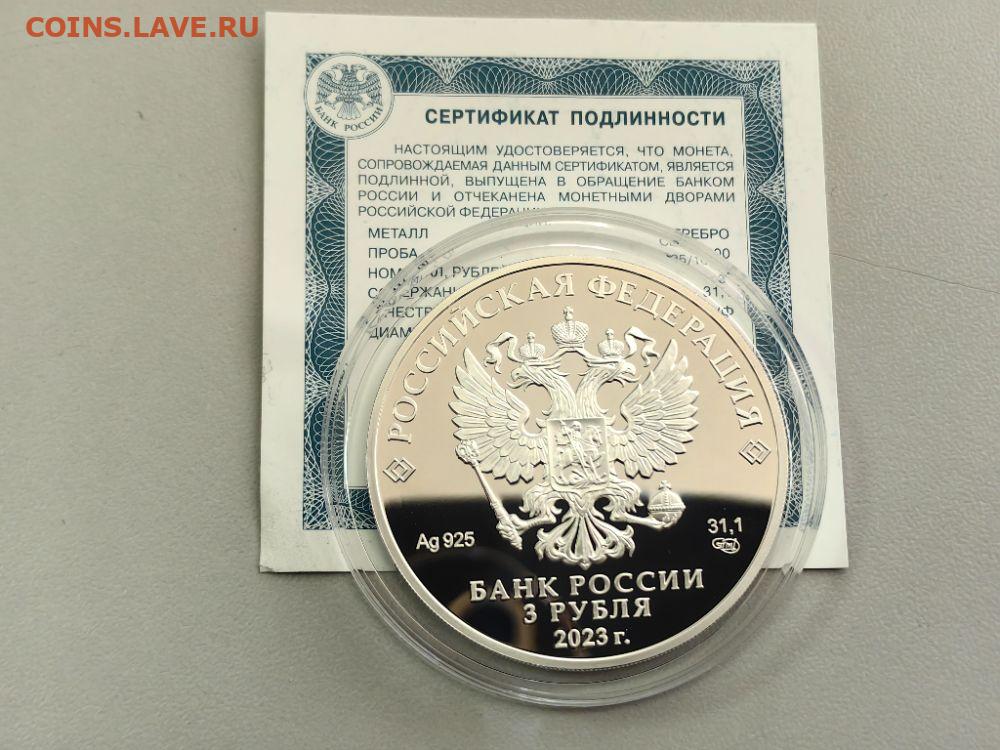 COINS.LAVE.RU
БАНК РОССИИ
СЕРТИФИКАТ ПОДЛИННОСТИ
НАСТОЯЩИМ УДОСТОВЕРЯЕТСЯ, ЧТО МОНЕТА,
СОПРОВОЖДАЕМАЯ ДАННЫМ СЕРТИФИКАТОМ, ЯВЛЯЕТСЯ
ПОДЛИННОЙ, ВЫПУЩЕНА В ОБРАЩЕНИЕ БАНКОМ
РОССИИ И ОТЧЕКАНЕНА МОНЕТНЫМИ ДВОРАМИ
РОССИЙСКОЙ ФЕДЕРАЦИИ
МЕТАЛЛ
ПРОБА
РОССИЙСКАЯ ФЕДЕРАЦИЯ
Ag 925
31,1
БАНК РОССИИ
3 РУБЛЯ
2023 г.